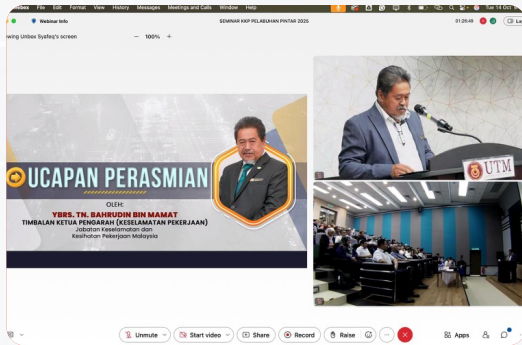 Webex File Edit Format View History Messages Meetings and Calls Window Help
Tue 14 Oct
Webinar Info
SEMINAR KKP PELABUHAN PINTAR 2025
01:26:49
Viewing Unbox Syafeq's screen
— 100% +
UCAPAN PERASMIAN
OLEH:
YBRS. TN. BAHRUDIN BIN MAMAT
TIMBALAN KETUA PENGARAH (KESELAMATAN PEKERJAAN)
Jabatan Keselamatan dan
Kesihatan Pekerjaan Malaysia
UTM
Unmute
Start video
Share
Record
Raise
Apps